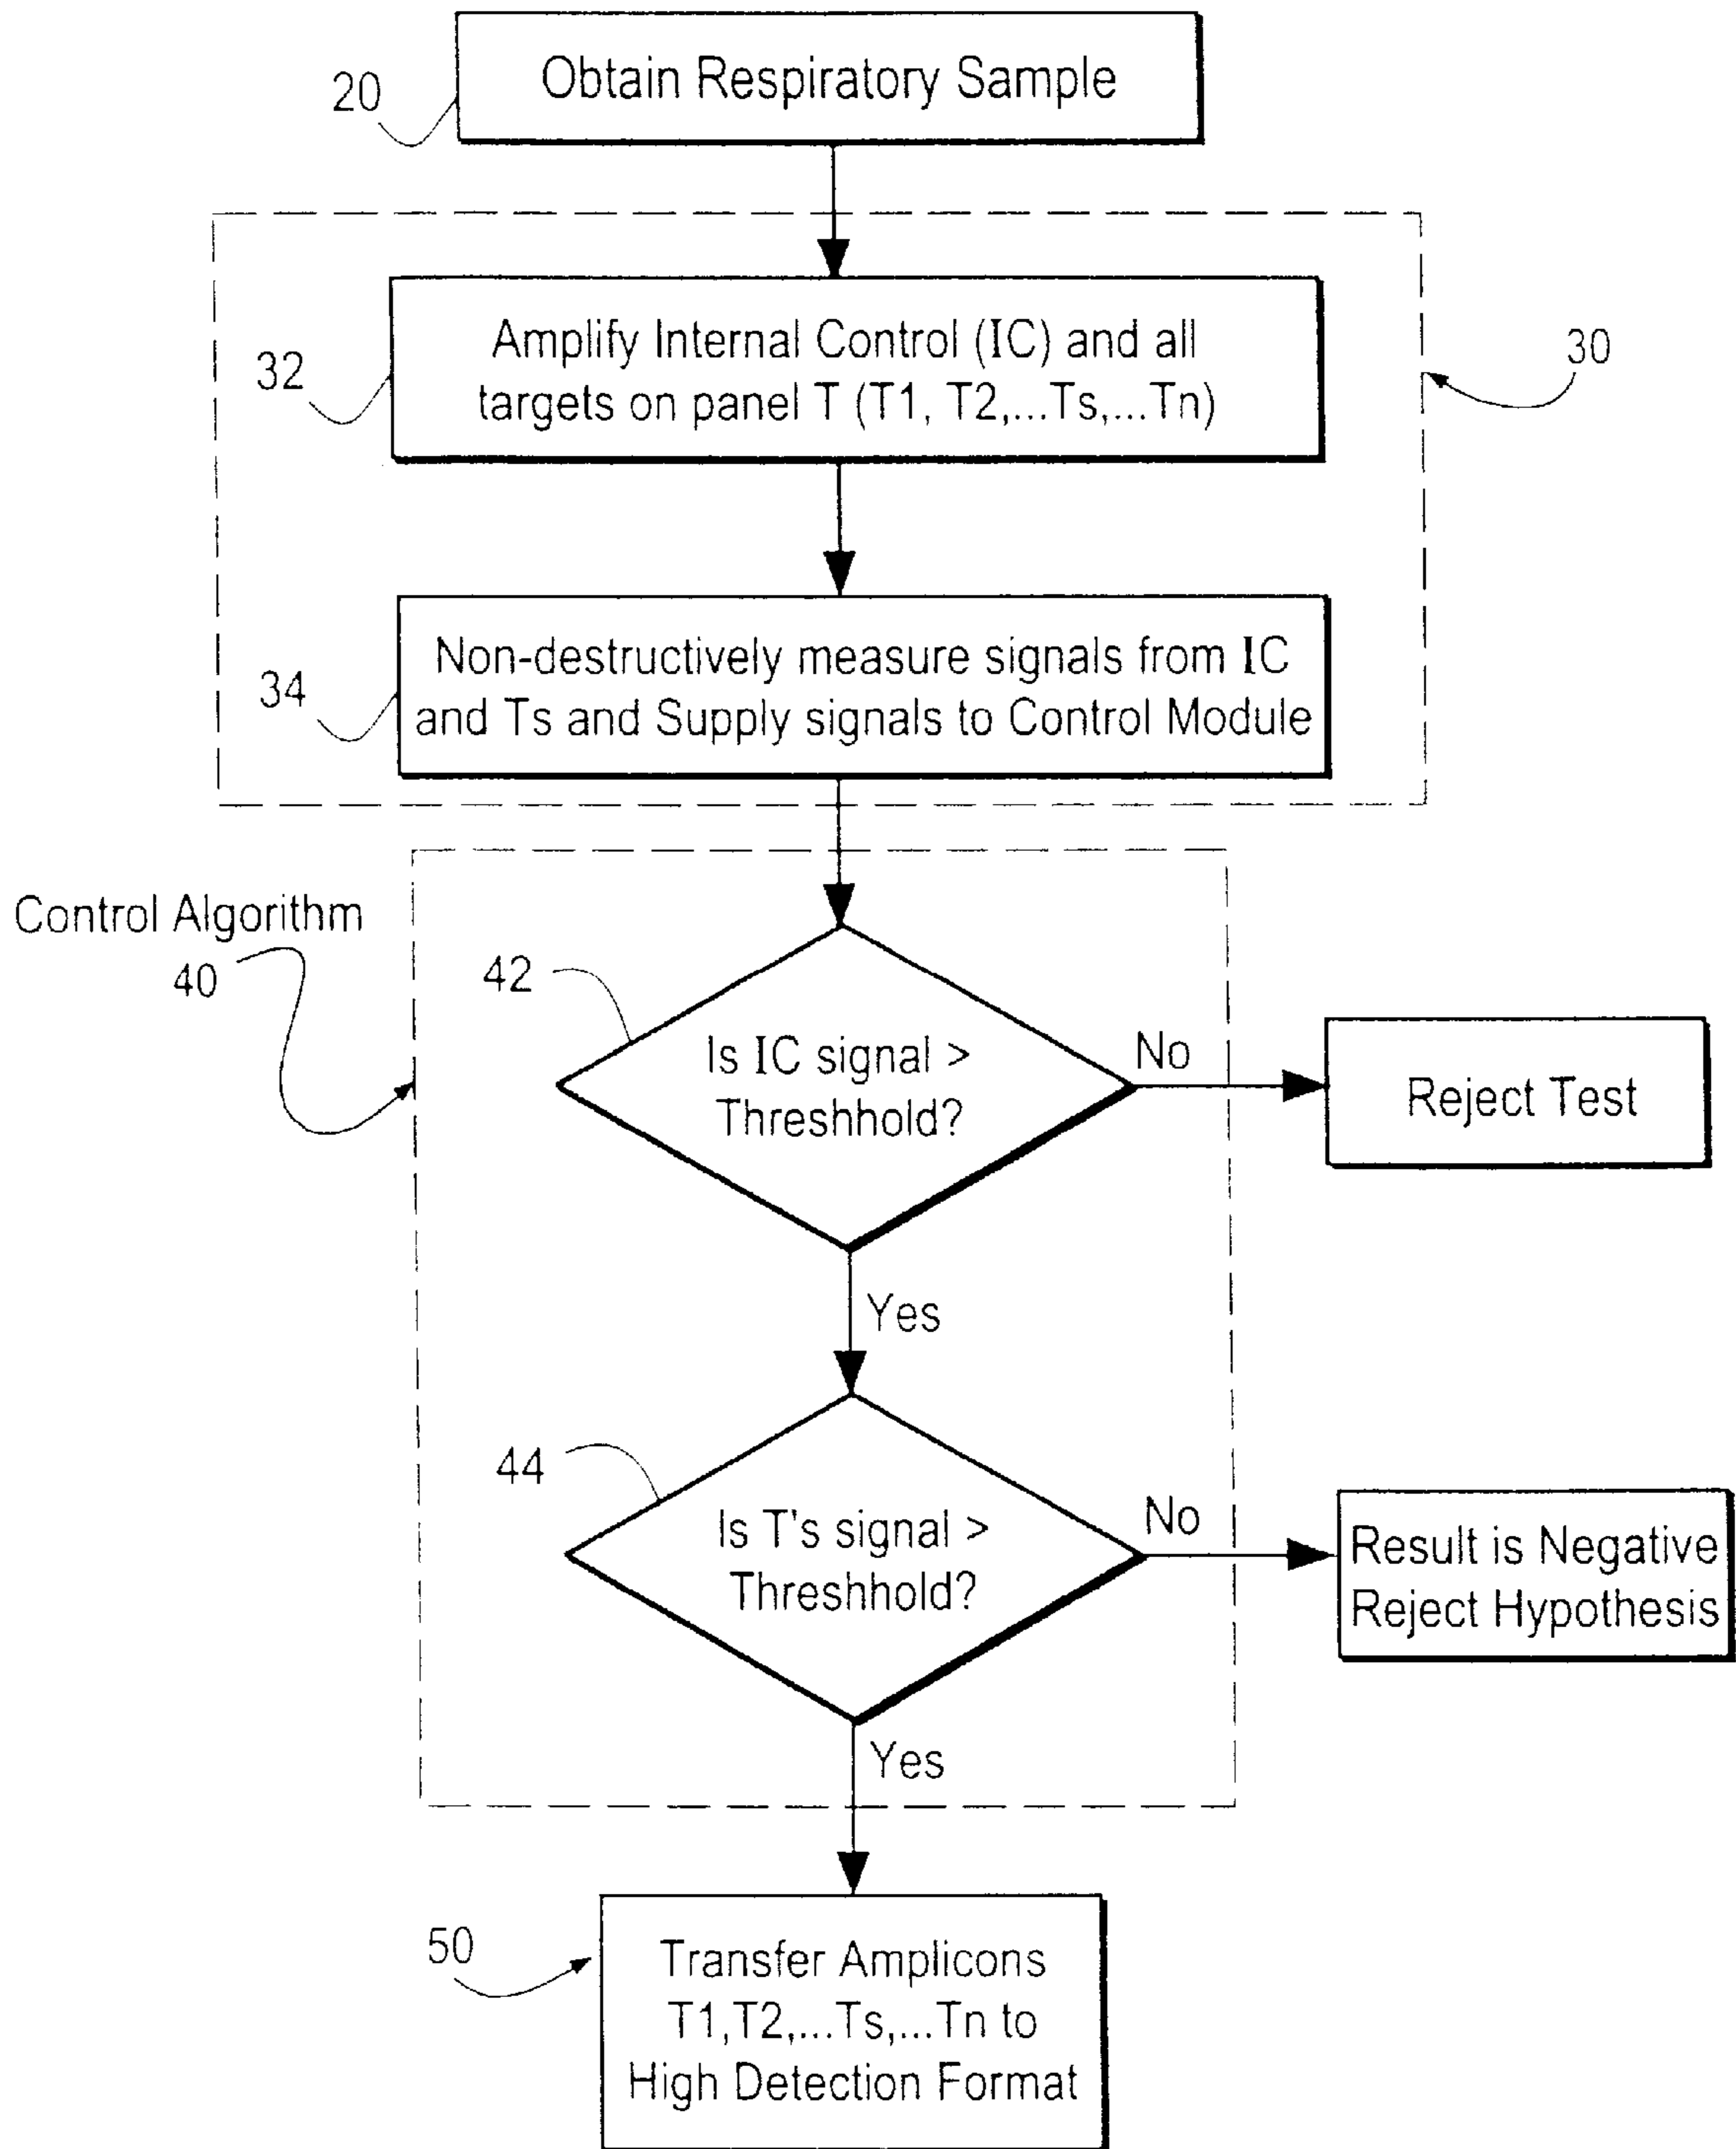 Obtain Respiratory Sample
20
Amplify Internal Control (IC) and all
targets on panel T (T1, T2,...Ts,...Tn)
32
30
Non-destructively measure signals from IC
and Ts and Supply signals to Control Module
34
Control Algorithm
40
42
Is IC signal >
Threshhold?
No
Reject Test
Yes
44
Is T's signal >
Threshhold?
No
Result is Negative
Reject Hypothesis
Yes
50
Transfer Amplicons
T1,T2,...Ts,...Tn to
High Detection Format